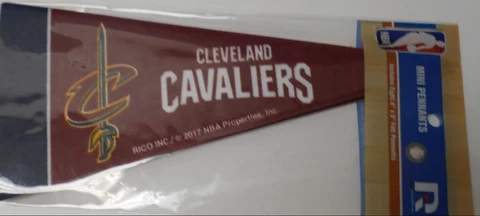 CLEVELAND
CAVALIERS
RICO INC / © 2017 NBA Properties, Inc.
MINI PENNANTS
R